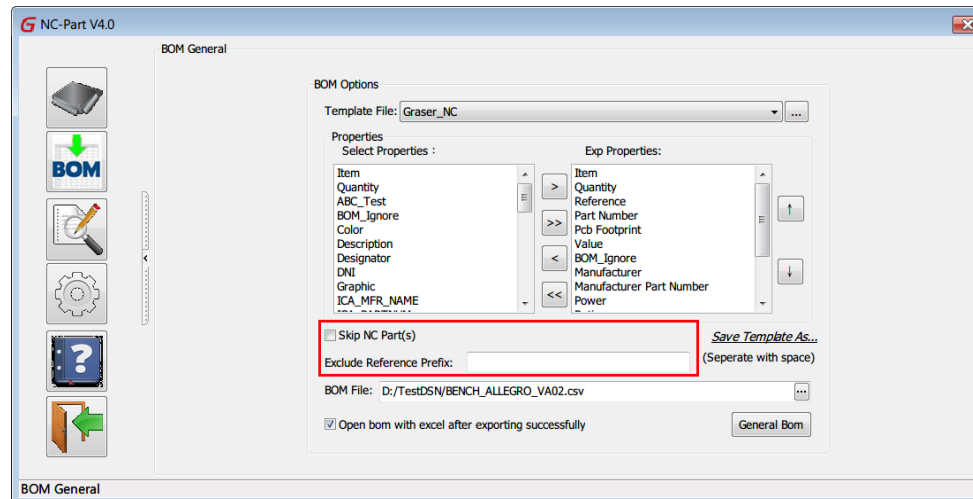 G NC-Part V4.0
BOM General
BOM
?
BOM Options
Template File: Graser_NC ...
Properties
Select Properties :
Item
Quantity
ABC_Test
BOM_Ignore
Color
Description
Designator
DNI
Graphic
ICA_MFR_NAME
>
>>
<
<<
Exp Properties:
Item
Quantity
Reference
Part Number
Pcb Footprint
Value
BOM_Ignore
Manufacturer
Manufacturer Part Number
Power
↑
↓
Skip NC Part(s)
Save Template As...
Exclude Reference Prefix:
(Seperate with space)
BOM File: D:/TestDSN/BENCH_ALLEGRO_VA02.csv ...
Open bom with excel after exporting successfully
General Bom
BOM General